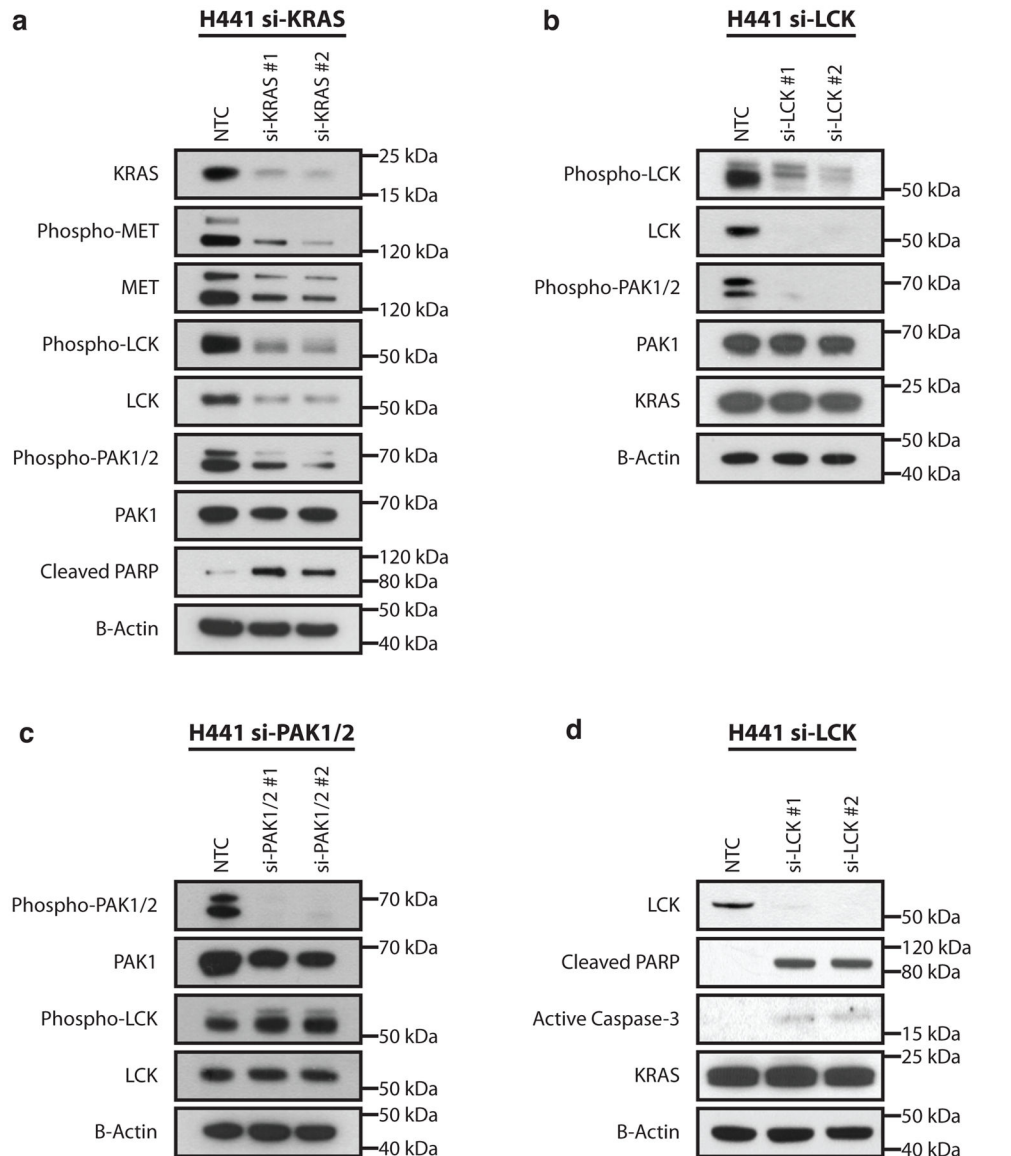 a
H441 si-KRAS
NTC
si-KRAS #1
si-KRAS #2
KRAS
25 kDa
15 kDa
Phospho-MET
120 kDa
MET
120 kDa
Phospho-LCK
50 kDa
LCK
50 kDa
Phospho-PAK1/2
70 kDa
PAK1
70 kDa
Cleaved PARP
120 kDa
80 kDa
B-Actin
50 kDa
40 kDa
b
H441 si-LCK
NTC
si-LCK #1
si-LCK #2
Phospho-LCK
50 kDa
LCK
50 kDa
Phospho-PAK1/2
70 kDa
PAK1
70 kDa
KRAS
25 kDa
B-Actin
50 kDa
40 kDa
c
H441 si-PAK1/2
NTC
si-PAK1/2 #1
si-PAK1/2 #2
Phospho-PAK1/2
70 kDa
PAK1
70 kDa
Phospho-LCK
50 kDa
LCK
50 kDa
B-Actin
50 kDa
40 kDa
d
H441 si-LCK
NTC
si-LCK #1
si-LCK #2
LCK
50 kDa
Cleaved PARP
120 kDa
80 kDa
Active Caspase-3
15 kDa
KRAS
25 kDa
B-Actin
50 kDa
40 kDa